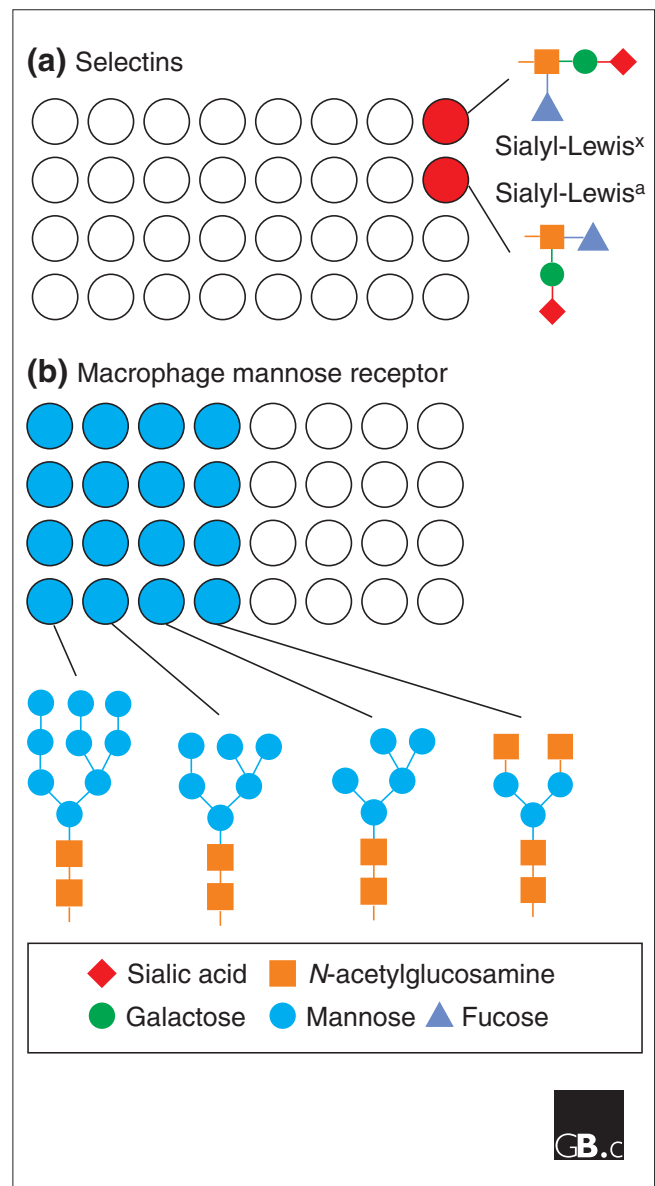 (a) Selectins
Sialyl-Lewisˣ
Sialyl-Lewisᵃ
(b) Macrophage mannose receptor
Sialic acid N-acetylglucosamine
Galactose Mannose Fucose
GB.c